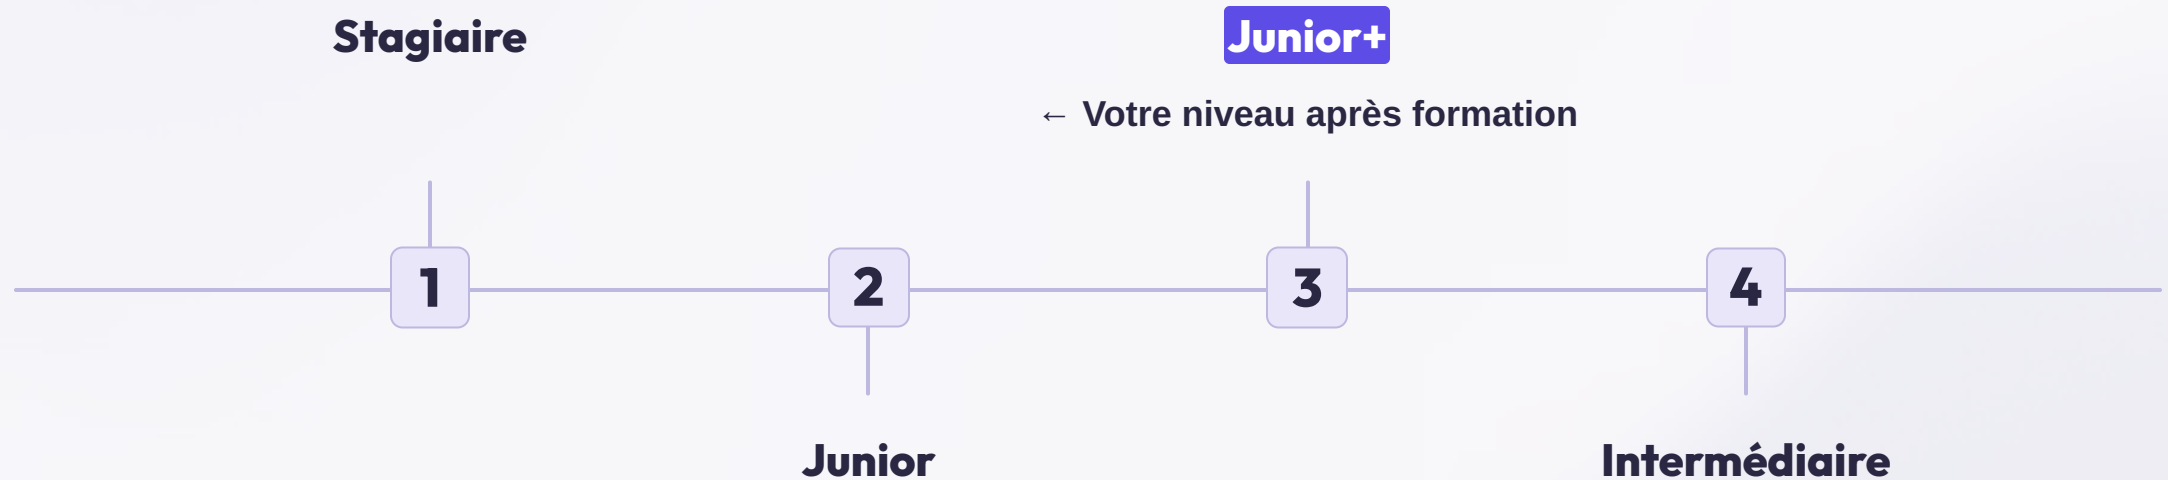 Stagiaire
Junior+
← Votre niveau après formation
1
2
3
4
Junior
Intermédiaire